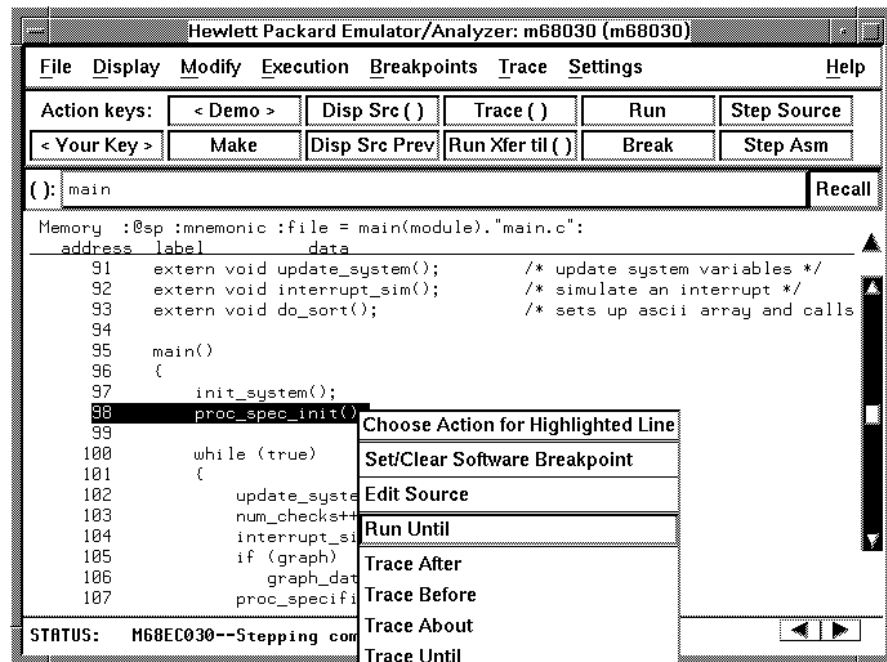 Hewlett Packard Emulator/Analyzer: m68030 (m68030)
File Display Modify Execution Breakpoints Trace Settings Help
Action keys: < Demo > Disp Src ( ) Trace ( ) Run Step Source
< Your Key > Make Disp Src Prev Run Xfer til ( ) Break Step Asm
( ): main Recall
Memory :@sp :mnemonic :file = main(module)."main.c":
address label data
91 extern void update_system(); /* update system variables */
92 extern void interrupt_sim(); /* simulate an interrupt */
93 extern void do_sort(); /* sets up ascii array and calls
94
95 main()
96 {
97 init_system();
98 proc_spec_init()
99
100 while (true)
101 {
102 update_syste
103 num_checks++
104 interrupt_si
105 if (graph)
106 graph_dat
107 proc_specifi
Choose Action for Highlighted Line
Set/Clear Software Breakpoint
Edit Source
Run Until
Trace After
Trace Before
Trace About
Trace Until
STATUS: M68EC030--Stepping com